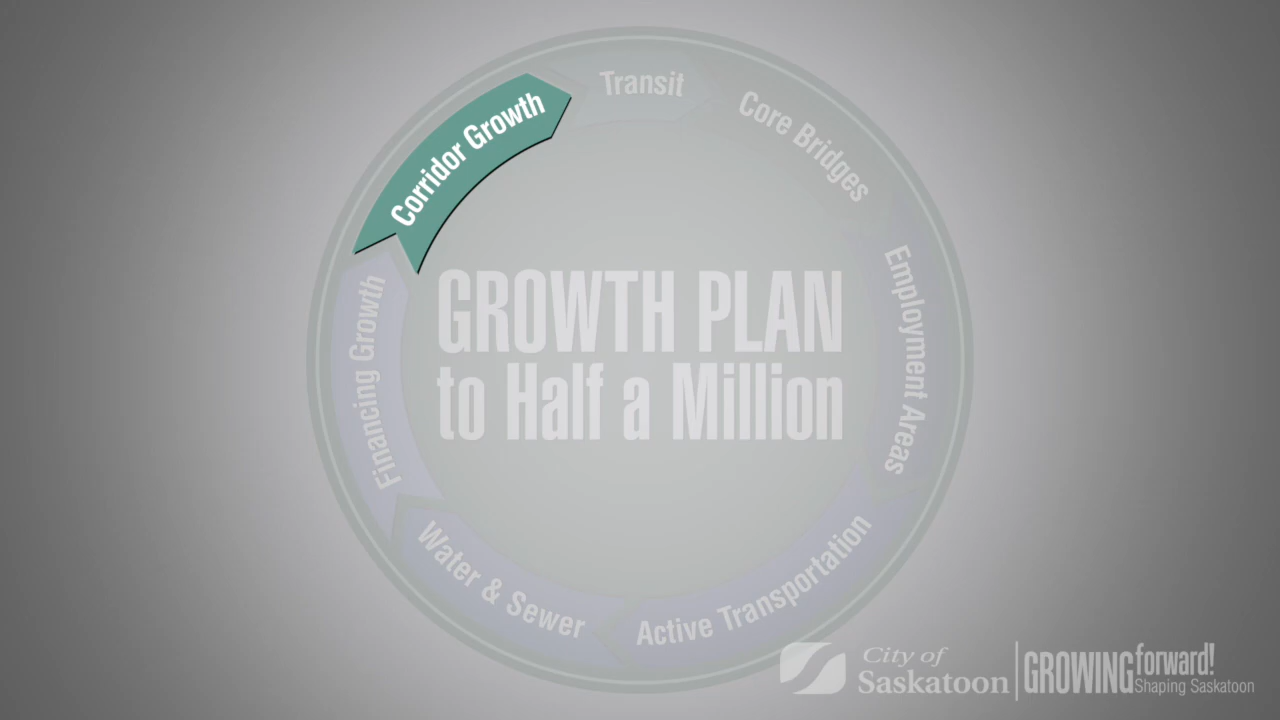 Transit
Corridor Growth
Core Bridges
GROWTH PLAN
to Half a Million
Employment Areas
Financing Growth
Water & Sewer
Active Transportation
City of
Saskatoon
GROWING forward!
Shaping Saskatoon